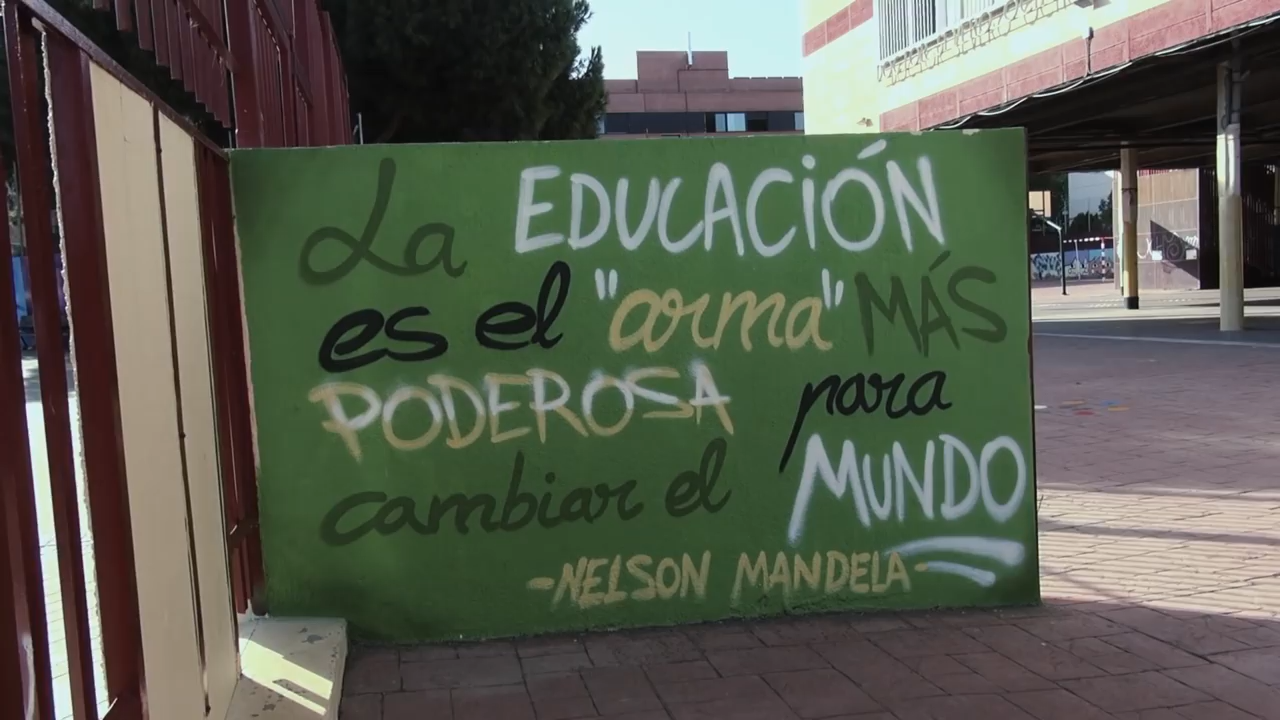 La EDUCACIÓN
es el "arma" MÁS
PODEROSA para
cambiar el MUNDO
-NELSON MANDELA-